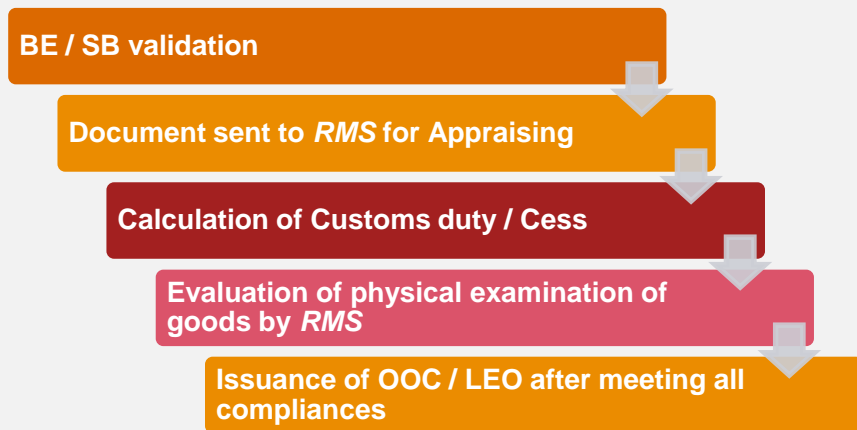 BE / SB validation
Document sent to RMS for Appraising
Calculation of Customs duty / Cess
Evaluation of physical examination of
goods by RMS
Issuance of OOC / LEO after meeting all
compliances